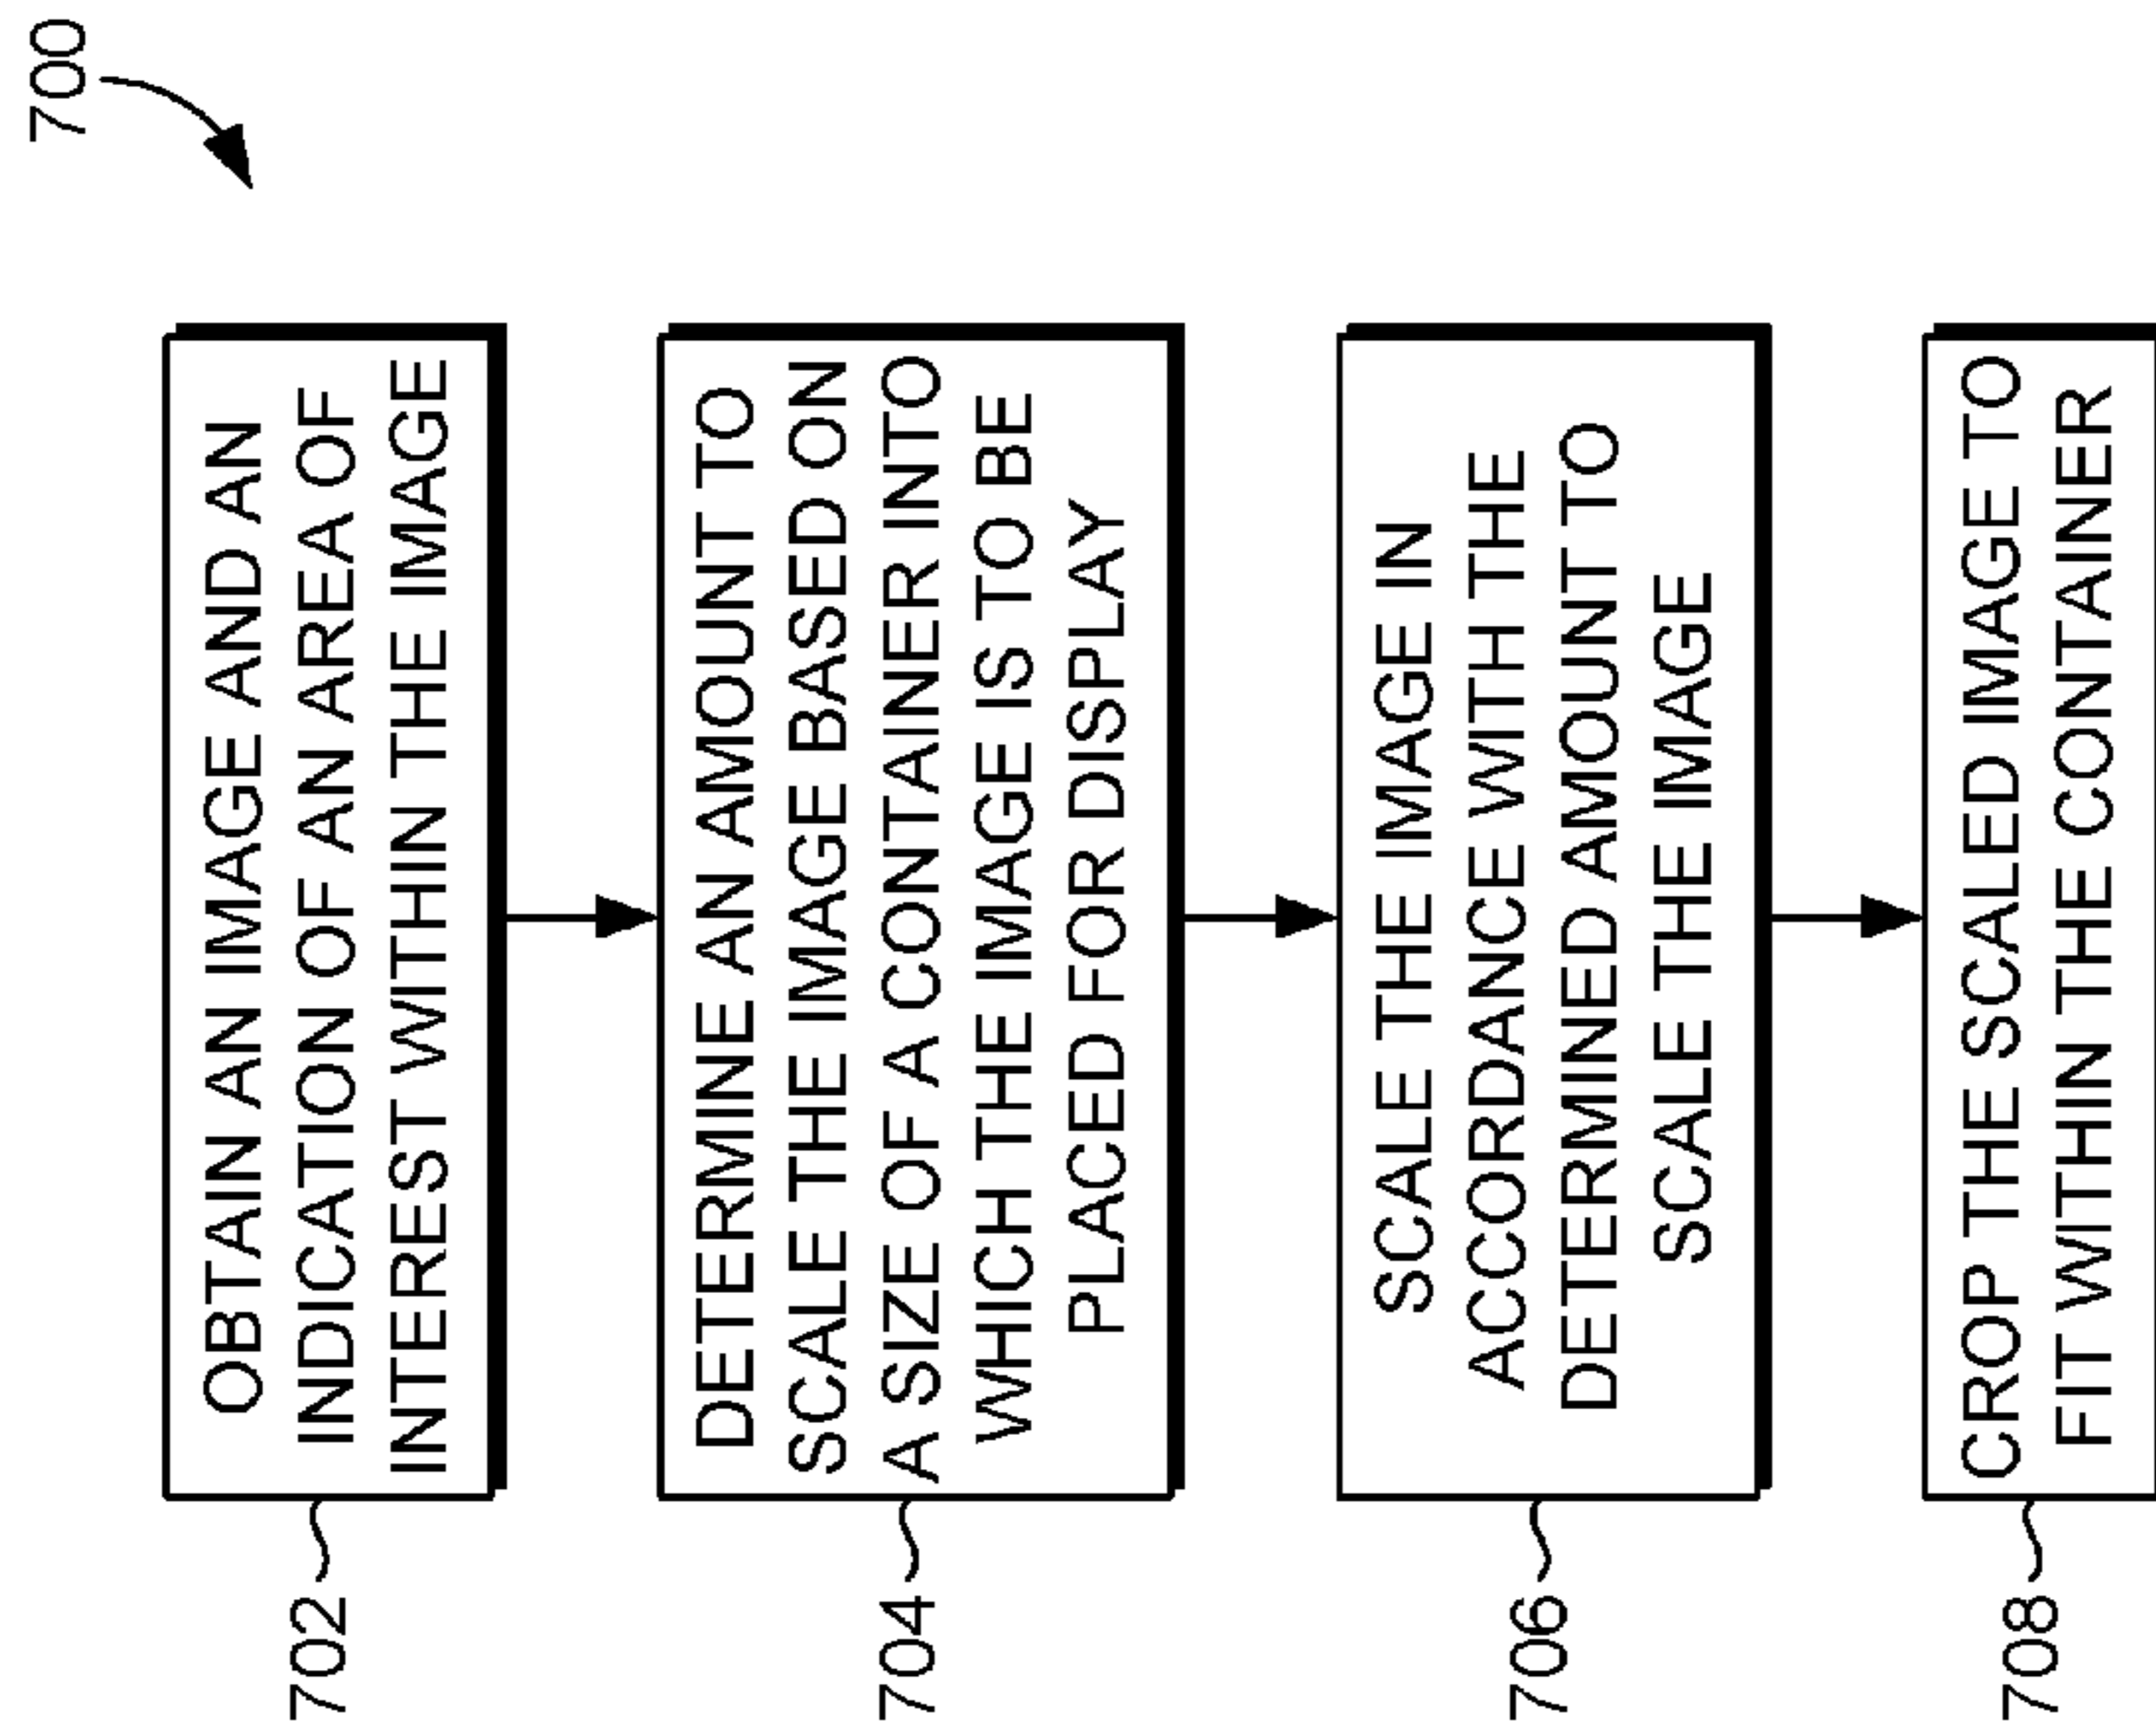 700
702
OBTAIN AN IMAGE AND AN
INDICATION OF AN AREA OF
INTEREST WITHIN THE IMAGE
704
DETERMINE AN AMOUNT TO
SCALE THE IMAGE BASED ON
A SIZE OF A CONTAINER INTO
WHICH THE IMAGE IS TO BE
PLACED FOR DISPLAY
706
SCALE THE IMAGE IN
ACCORDANCE WITH THE
DETERMINED AMOUNT TO
SCALE THE IMAGE
708
CROP THE SCALED IMAGE TO
FIT WITHIN THE CONTAINER